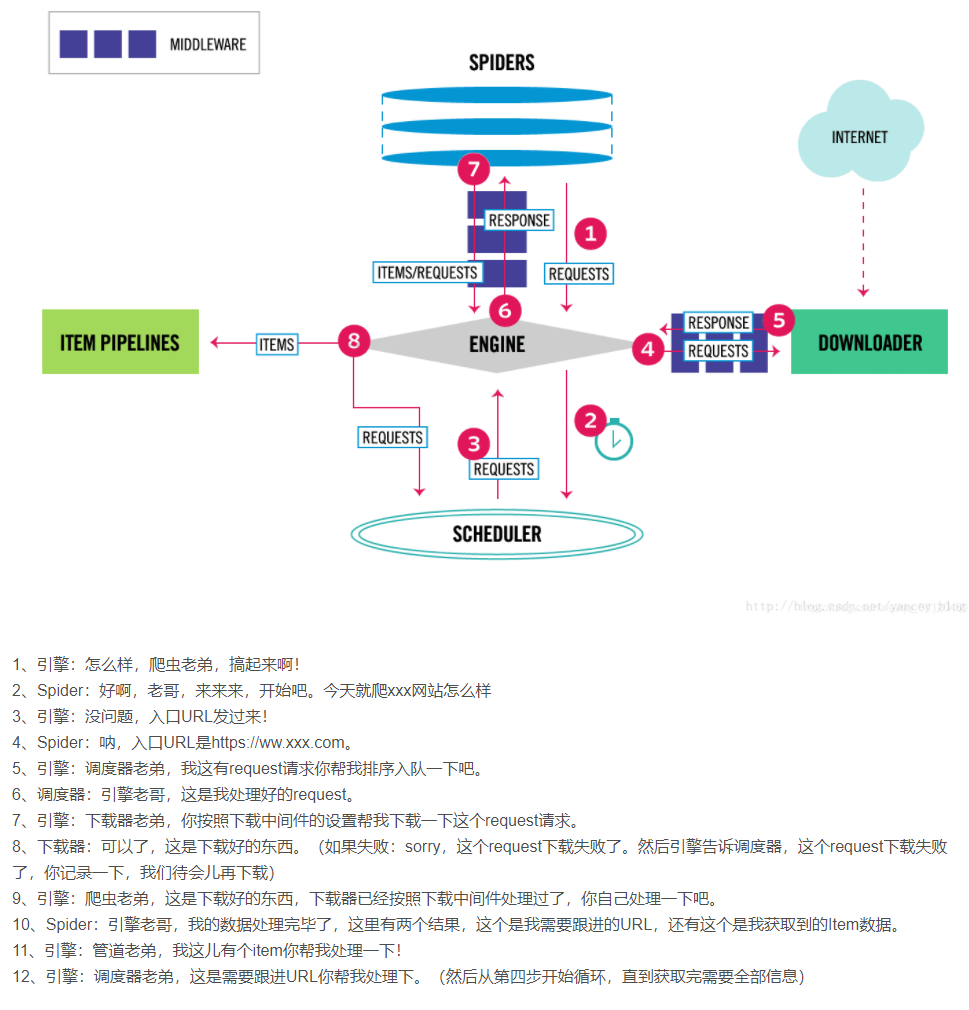 MIDDLEWARE
SPIDERS
INTERNET
7
RESPONSE
1
ITEMS/REQUESTS
REQUESTS
6
ITEM PIPELINES
ITEMS
8
ENGINE
4
RESPONSE
5
REQUESTS
DOWNLOADER
2
REQUESTS
3
REQUESTS
SCHEDULER
1、引擎：怎么样，爬虫老弟，搞起来啊！
2、Spider：好啊，老哥，来来来，开始吧。今天就爬xxx网站怎么样
3、引擎：没问题，入口URL发过来！
4、Spider：呐，入口URL是https://ww.xxx.com。
5、引擎：调度器老弟，我这有request请求你帮我排序入队一下吧。
6、调度器：引擎老哥，这是我处理好的request。
7、引擎：下载器老弟，你按照下载中间件的设置帮我下载一下这个request请求。
8、下载器：可以了，这是下载好的东西。（如果失败：sorry，这个request下载失败了。然后引擎告诉调度器，这个request下载失败
了，你记录一下，我们待会儿再下载）
9、引擎：爬虫老弟，这是下载好的东西，下载器已经按照下载中间件处理过了，你自己处理一下吧。
10、Spider：引擎老哥，我的数据处理完毕了，这里有两个结果，这个是我需要跟进的URL，还有这个是我获取到的Item数据。
11、引擎：管道老弟，我这儿有个item你帮我处理一下！
12、引擎：调度器老弟，这是需要跟进URL你帮我处理下。（然后从第四步开始循环，直到获取完需要全部信息）